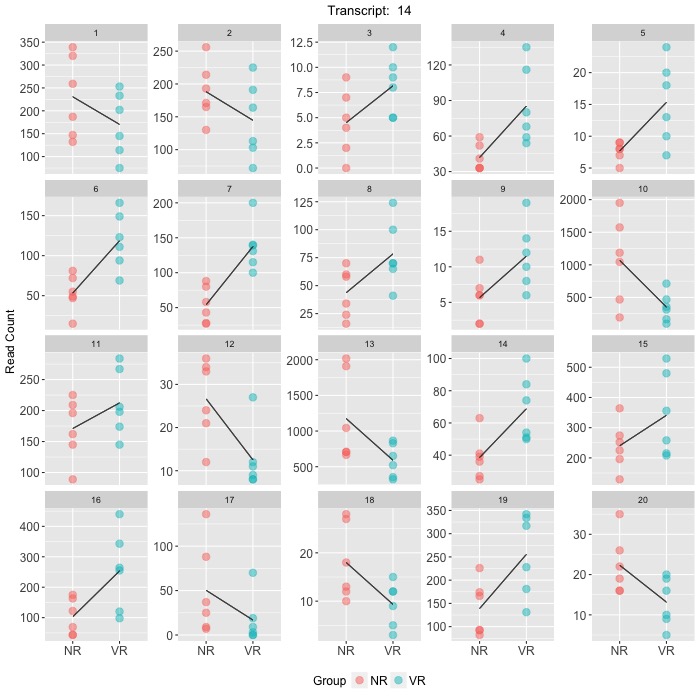 Transcript: 14
1 2 3 4 5
350 300 250 200 150 100
250 200 150 100
12.5 10.0 7.5 5.0 2.5 0.0
120 90 60 30
20 15 10 5
6 7 8 9 10
150 100 50
200 150 100 50
125 100 75 50 25
15 10 5
2000 1500 1000 500
Read Count
11 12 13 14 15
250 200 150 100
30 20 10
2000 1500 1000 500
100 80 60 40
500 400 300 200
16 17 18 19 20
400 300 200 100
100 50 0
20 10
350 300 250 200 150 100
30 20 10
NR VR NR VR NR VR NR VR NR VR
Group NR VR